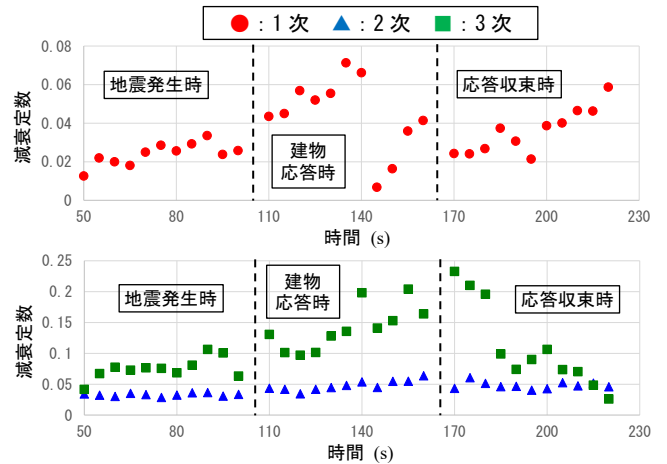 ：1 次 ：2 次 ：3 次
0.08
0.06
0.04
0.02
0
減衰定数
地震発生時
建物
応答時
応答収束時
50 80 110 140 170 200 230
時間 (s)
0.25
0.2
0.15
0.1
0.05
0
減衰定数
地震発生時
建物
応答時
応答収束時
50 80 110 140 170 200 230
時間 (s)